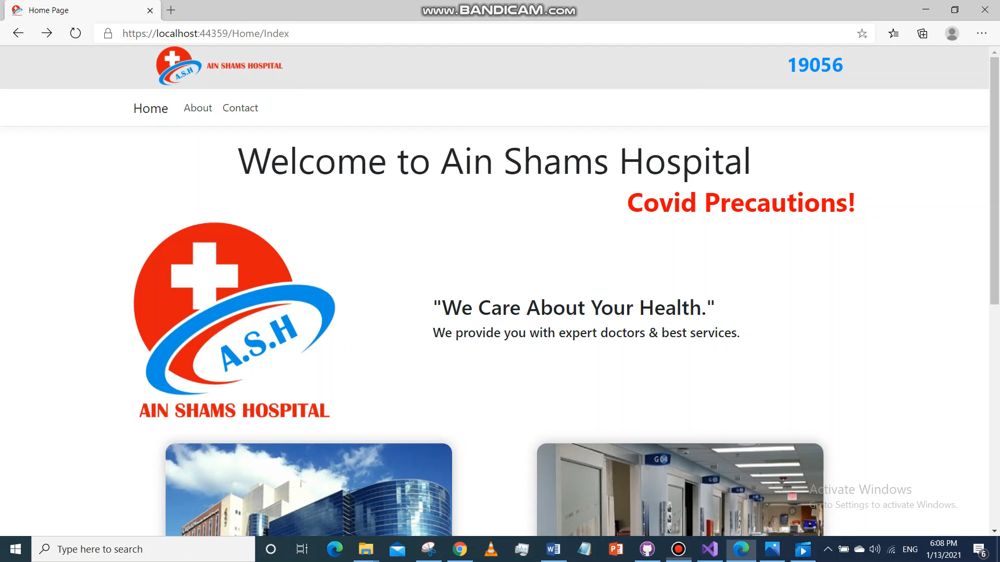 Home Page
www.BANDICAM.com
https://localhost:44359/Home/Index
A.S.H
AIN SHAMS HOSPITAL
19056
Home About Contact
Welcome to Ain Shams Hospital
Covid Precautions!
A.S.H
AIN SHAMS HOSPITAL
"We Care About Your Health."
We provide you with expert doctors & best services.
G 04
G 03
Activate Windows
Go to Settings to activate Windows.
Type here to search
ENG
6:08 PM
1/13/2021
6